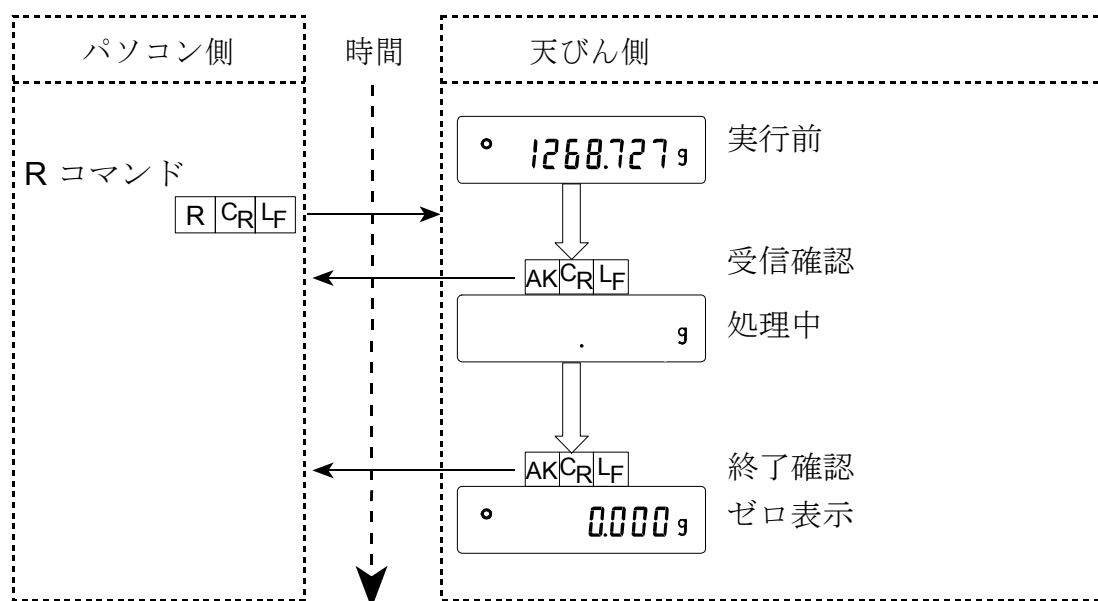 パソコン側 時間 天びん側
1268.727 g 実行前
R コマンド
R CR LF
AK CR LF 受信確認
. g 処理中
AK CR LF 終了確認
0.000 g ゼロ表示